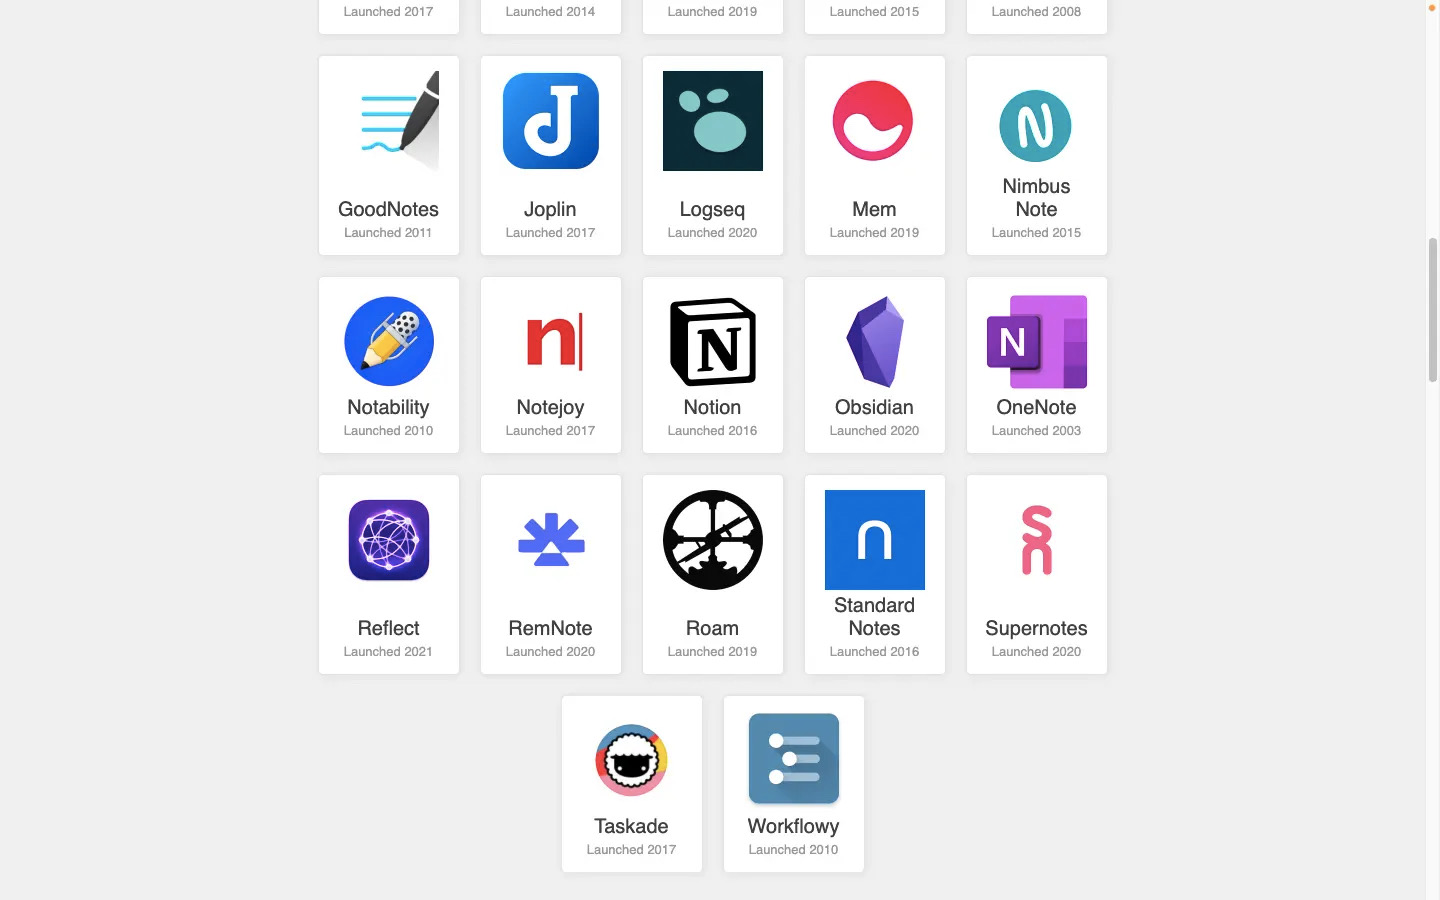 Launched 2017
Launched 2014
Launched 2019
Launched 2015
Launched 2008
GoodNotes
Launched 2011
J
Joplin
Launched 2017
Logseq
Launched 2020
Mem
Launched 2019
N
Nimbus
Note
Launched 2015
Notability
Launched 2010
n
Notejoy
Launched 2017
N
Notion
Launched 2016
Obsidian
Launched 2020
N
OneNote
Launched 2003
Reflect
Launched 2021
RemNote
Launched 2020
Roam
Launched 2019
n
Standard
Notes
Launched 2016
s
n
Supernotes
Launched 2020
Taskade
Launched 2017
Workflowy
Launched 2010